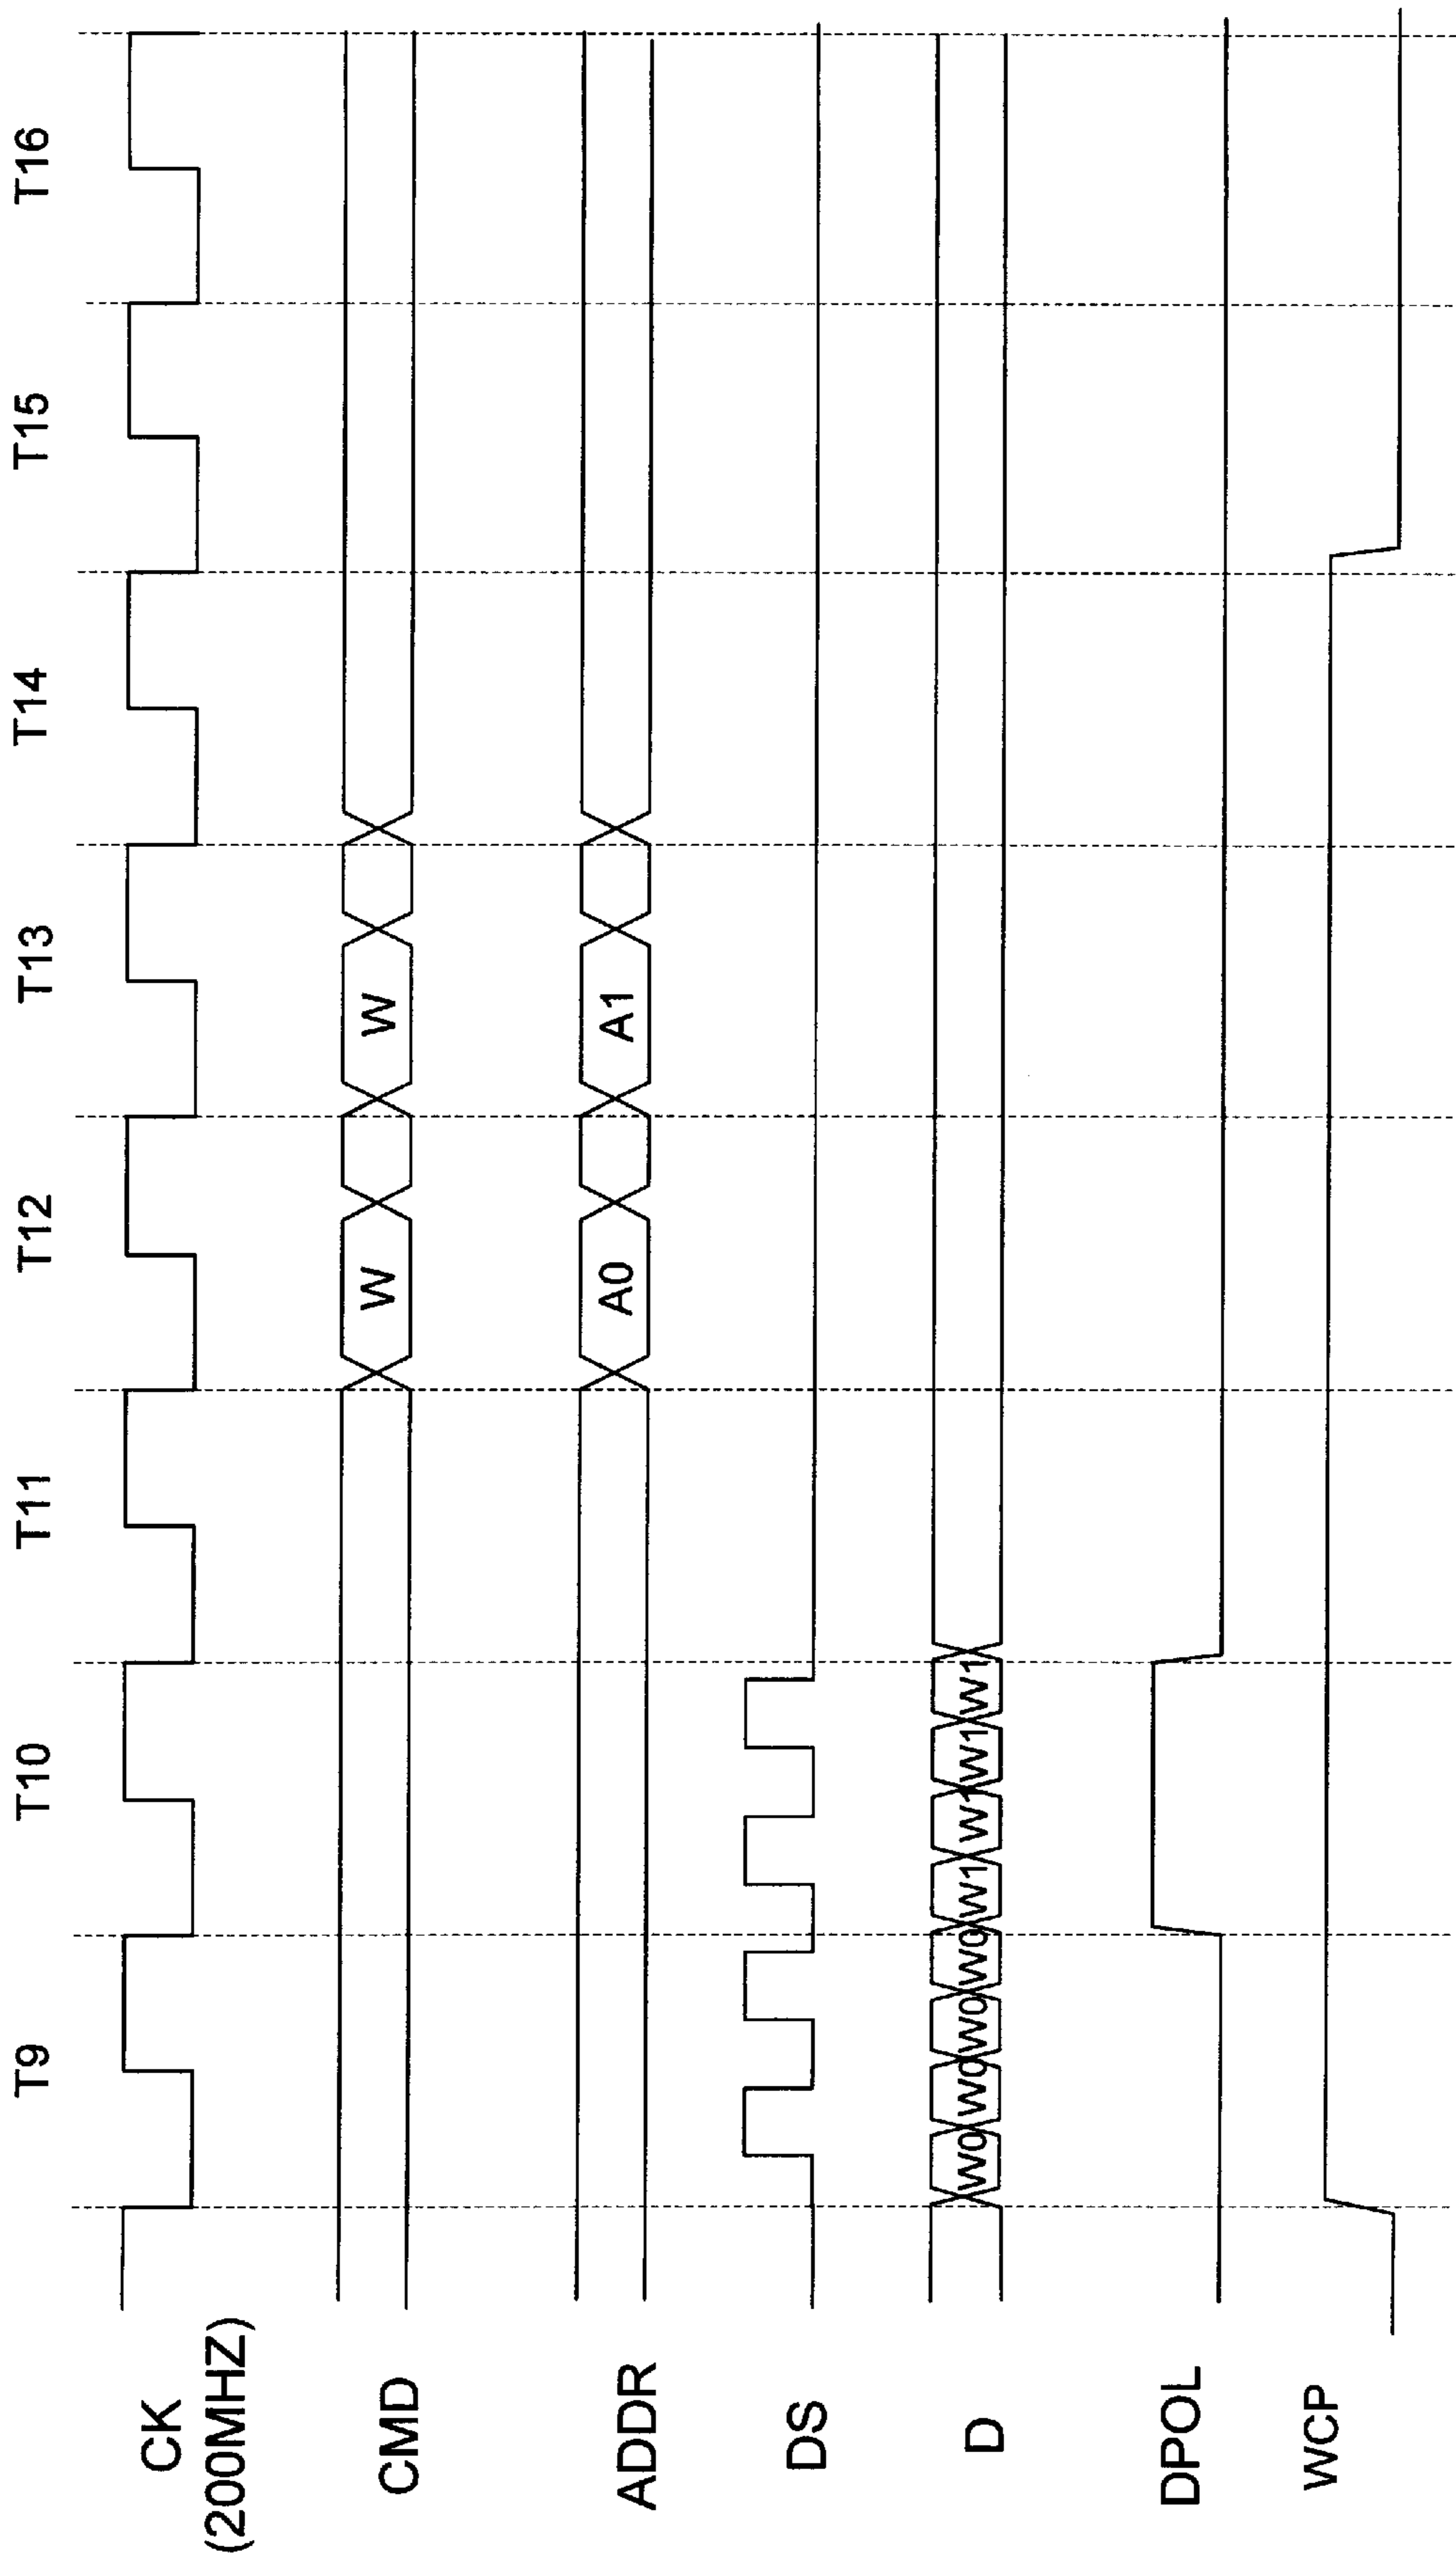 T9 T10 T11 T12 T13 T14 T15 T16
CK
(200MHZ)
CMD W W
ADDR A0 A1
DS
D W0 W0 W0 W0 W1 W1 W1 W1
DPOL
WCP